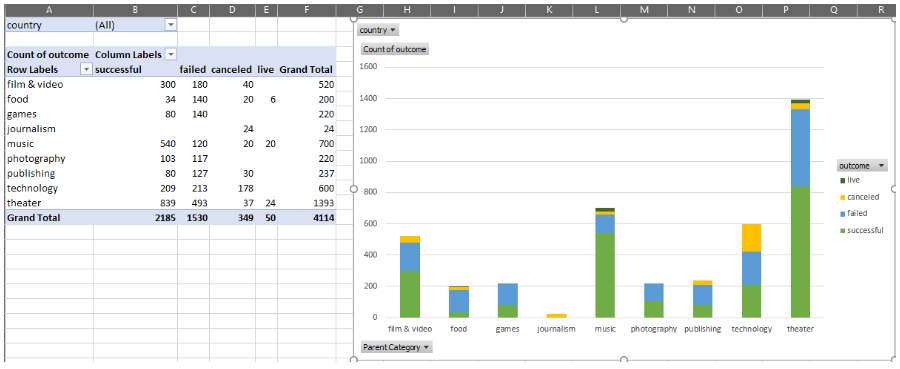 A B C D E F G H I J K L M N O P Q R
country (All)
Count of outcome Column Labels
Row Labels successful failed canceled live Grand Total
film & video 300 180 40 520
food 34 140 20 6 200
games 80 140 220
journalism 24 24
music 540 120 20 20 700
photography 103 117 220
publishing 80 127 30 237
technology 209 213 178 600
theater 839 493 37 24 1393
Grand Total 2185 1530 349 50 4114
country
Count of outcome
1600
1400
1200
1000
800
600
400
200
0
film & video food games journalism music photography publishing technology theater
Parent Category
outcome
live
canceled
failed
successful